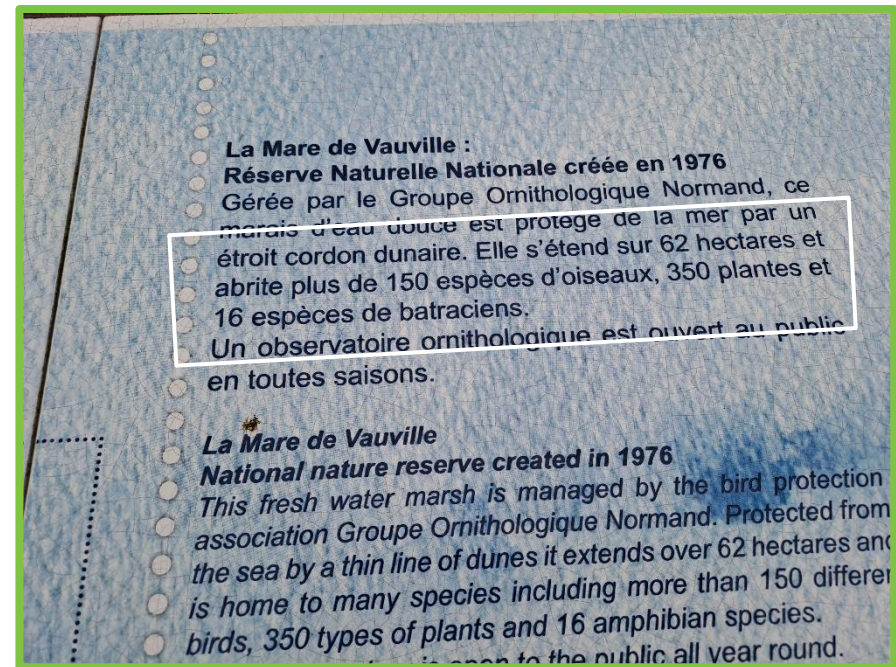 La Mare de Vauville :
Réserve Naturelle Nationale créée en 1976
Gérée par le Groupe Ornithologique Normand, ce
marais d'eau douce est protégé de la mer par un
étroit cordon dunaire. Elle s'étend sur 62 hectares et
abrite plus de 150 espèces d'oiseaux, 350 plantes et
16 espèces de batraciens.
Un observatoire ornithologique est ouvert au public
en toutes saisons.
La Mare de Vauville
National nature reserve created in 1976
This fresh water marsh is managed by the bird protection
association Groupe Ornithologique Normand. Protected from
the sea by a thin line of dunes it extends over 62 hectares and
is home to many species including more than 150 differen
birds, 350 types of plants and 16 amphibian species.
is open to the public all year round.